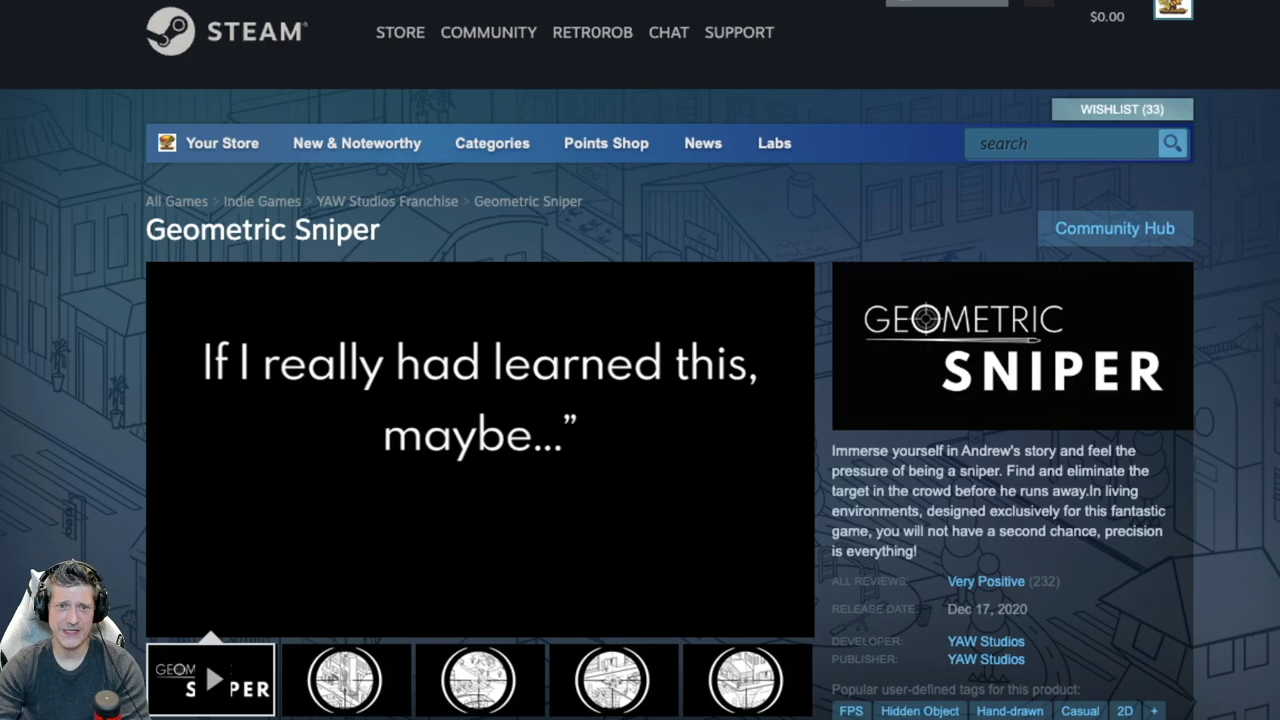 STEAM
STORE COMMUNITY RETR0ROB CHAT SUPPORT
$0.00
WISHLIST (33)
Your Store New & Noteworthy Categories Points Shop News Labs
search
All Games > Indie Games > YAW Studios Franchise > Geometric Sniper
Geometric Sniper
Community Hub
If I really had learned this,
maybe...”
GEOMETRIC
SNIPER
Immerse yourself in Andrew's story and feel the
pressure of being a sniper. Find and eliminate the
target in the crowd before he runs away.In living
environments, designed exclusively for this fantastic
game, you will not have a second chance, precision
is everything!
ALL REVIEWS: Very Positive (232)
RELEASE DATE: Dec 17, 2020
DEVELOPER: YAW Studios
PUBLISHER: YAW Studios
Popular user-defined tags for this product:
FPS Hidden Object Hand-drawn Casual 2D +